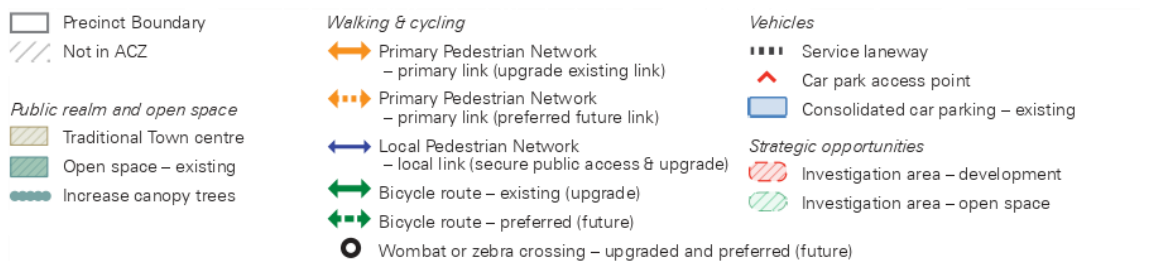 Precinct Boundary
Not in ACZ
Public realm and open space
Traditional Town centre
Open space – existing
Increase canopy trees
Walking & cycling
Primary Pedestrian Network
– primary link (upgrade existing link)
Primary Pedestrian Network
– primary link (preferred future link)
Local Pedestrian Network
– local link (secure public access & upgrade)
Bicycle route – existing (upgrade)
Bicycle route – preferred (future)
Wombat or zebra crossing – upgraded and preferred (future)
Vehicles
Service laneway
Car park access point
Consolidated car parking – existing
Strategic opportunities
Investigation area – development
Investigation area – open space